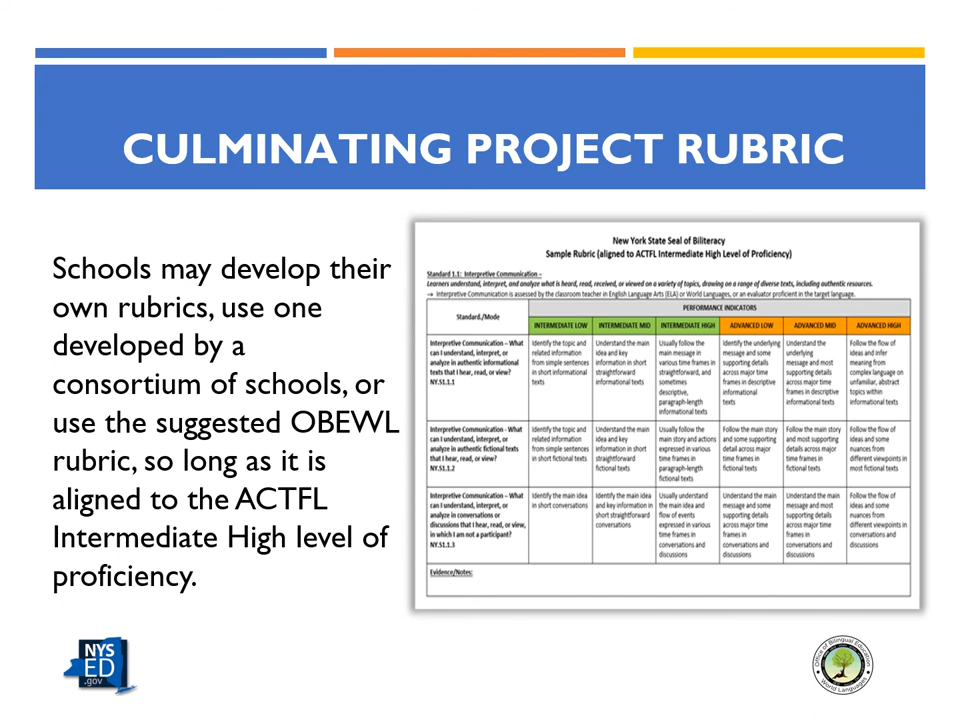 CULMINATING PROJECT RUBRIC
Schools may develop their
own rubrics, use one
developed by a
consortium of schools, or
use the suggested OBEWL
rubric, so long as it is
aligned to the ACTFL
Intermediate High level of
proficiency.
New York State Seal of Biliteracy
Sample Rubric (aligned to ACTFL Intermediate High Level of Proficiency)
Standard 1.1: Interpretive Communication –
Learners understand, interpret, and analyze what is heard, read, received, or viewed on a variety of topics, drawing on a range of diverse texts, including authentic resources.
→ Interpretive Communication is assessed by the classroom teacher in English Language Arts (ELA) or World Languages, or an evaluator proficient in the target language.
Standard./Mode
PERFORMANCE INDICATORS
INTERMEDIATE LOW
INTERMEDIATE MID
INTERMEDIATE HIGH
ADVANCED LOW
ADVANCED MID
ADVANCED HIGH
Interpretive Communication – What
can I understand, interpret, or
analyze in authentic informational
texts that I hear, read, or view?
NY.S1.1.1
Identify the topic and
related information
from simple sentences
in short informational
texts
Understand the main
idea and key
information in short
straightforward
informational texts
Usually follow the
main message in
various time frames in
straightforward, and
sometimes
descriptive,
paragraph-length
informational texts
Identify the underlying
message and some
supporting details
across major time
frames in descriptive
informational
texts
Understand the
underlying
message and most
supporting details
across major time
frames in descriptive
informational texts
Follow the flow of
ideas and infer
meaning from
complex language on
unfamiliar, abstract
topics within
informational texts
Interpretive Communication - What
can I understand, interpret, or
analyze in authentic fictional texts
that I hear, read, or view?
NY.S1.1.2
Identify the topic and
related information
from simple sentences
in short fictional texts
Understand the main
idea and key
information in short
straightforward
fictional texts
Usually follow the
main story and actions
expressed in various
time frames in
paragraph-length
fictional texts
Follow the main story
and some supporting
detail across major
time frames in
fictional texts
Follow the main story
and most supporting
details across major
time frames in
fictional texts
Follow the flow of
ideas and some
nuances from
different viewpoints
in most fictional texts
Interpretive Communication – What
can I understand, interpret, or
analyze in conversations or
discussions that I hear, read, or view,
in which I am not a participant?
NY.S1.1.3
Identify the main idea
in short conversations
Identify the main idea
and key information in
short straightforward
conversations
Usually understand
the main idea and
flow of events
expressed in various
time frames in
conversations and
discussions
Understand the main
message and some
supporting details
across major time
frames in
conversations and
discussions
Understand the main
message and most
supporting details
across major time
frames in
conversations and
discussions
Follow the flow of
ideas and some
nuances from
different viewpoints in
conversations and
discussions
Evidence/Notes:
NYS
ED
.gov
Office of Bilingual Education
World Languages